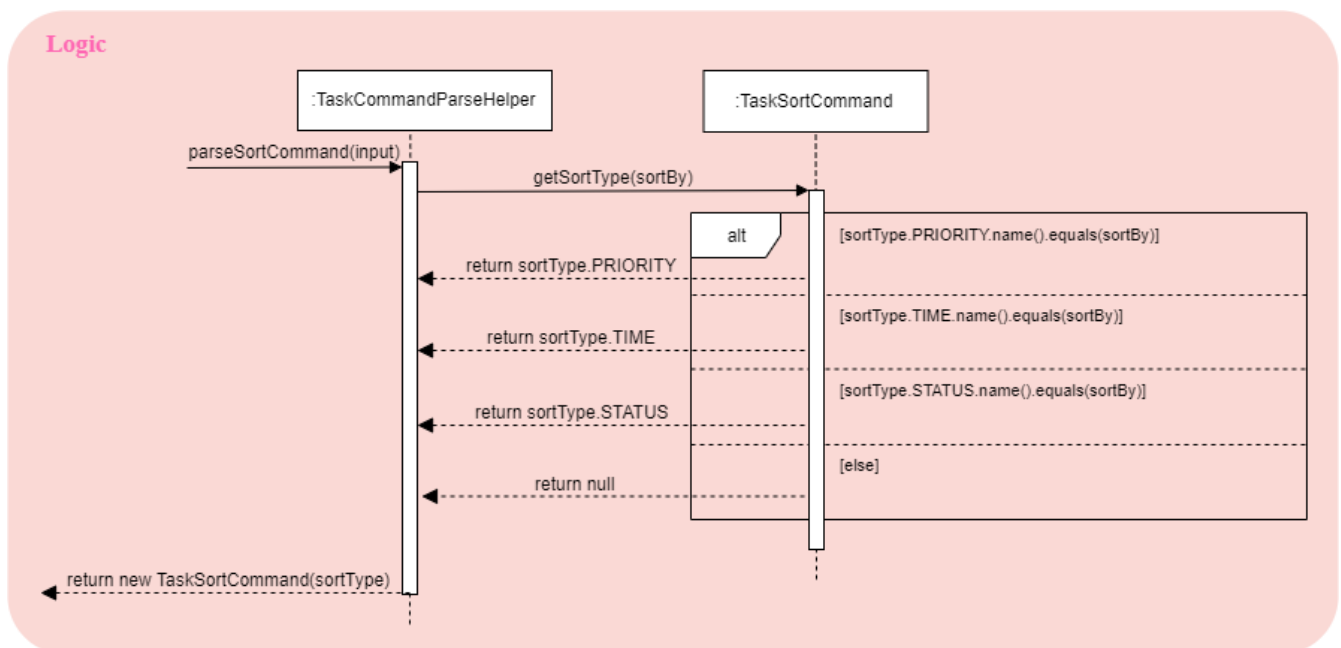 Logic
:TaskCommandParseHelper
:TaskSortCommand
parseSortCommand(input)
getSortType(sortBy)
alt
[sortType.PRIORITY.name().equals(sortBy)]
return sortType.PRIORITY
[sortType.TIME.name().equals(sortBy)]
return sortType.TIME
[sortType.STATUS.name().equals(sortBy)]
return sortType.STATUS
[else]
return null
return new TaskSortCommand(sortType)